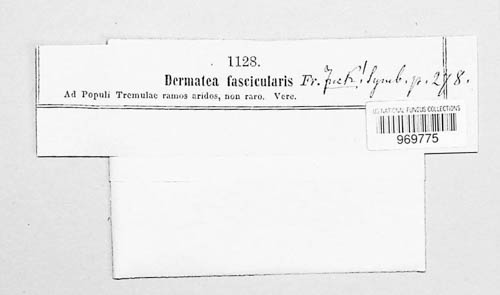 1128.
Dermatea fascicularis Fr. Fuck! Symb. p. 278.
Ad Populi Tremulae ramos aridos, non raro. Vere.
US NATIONAL FUNGUS COLLECTIONS
969775